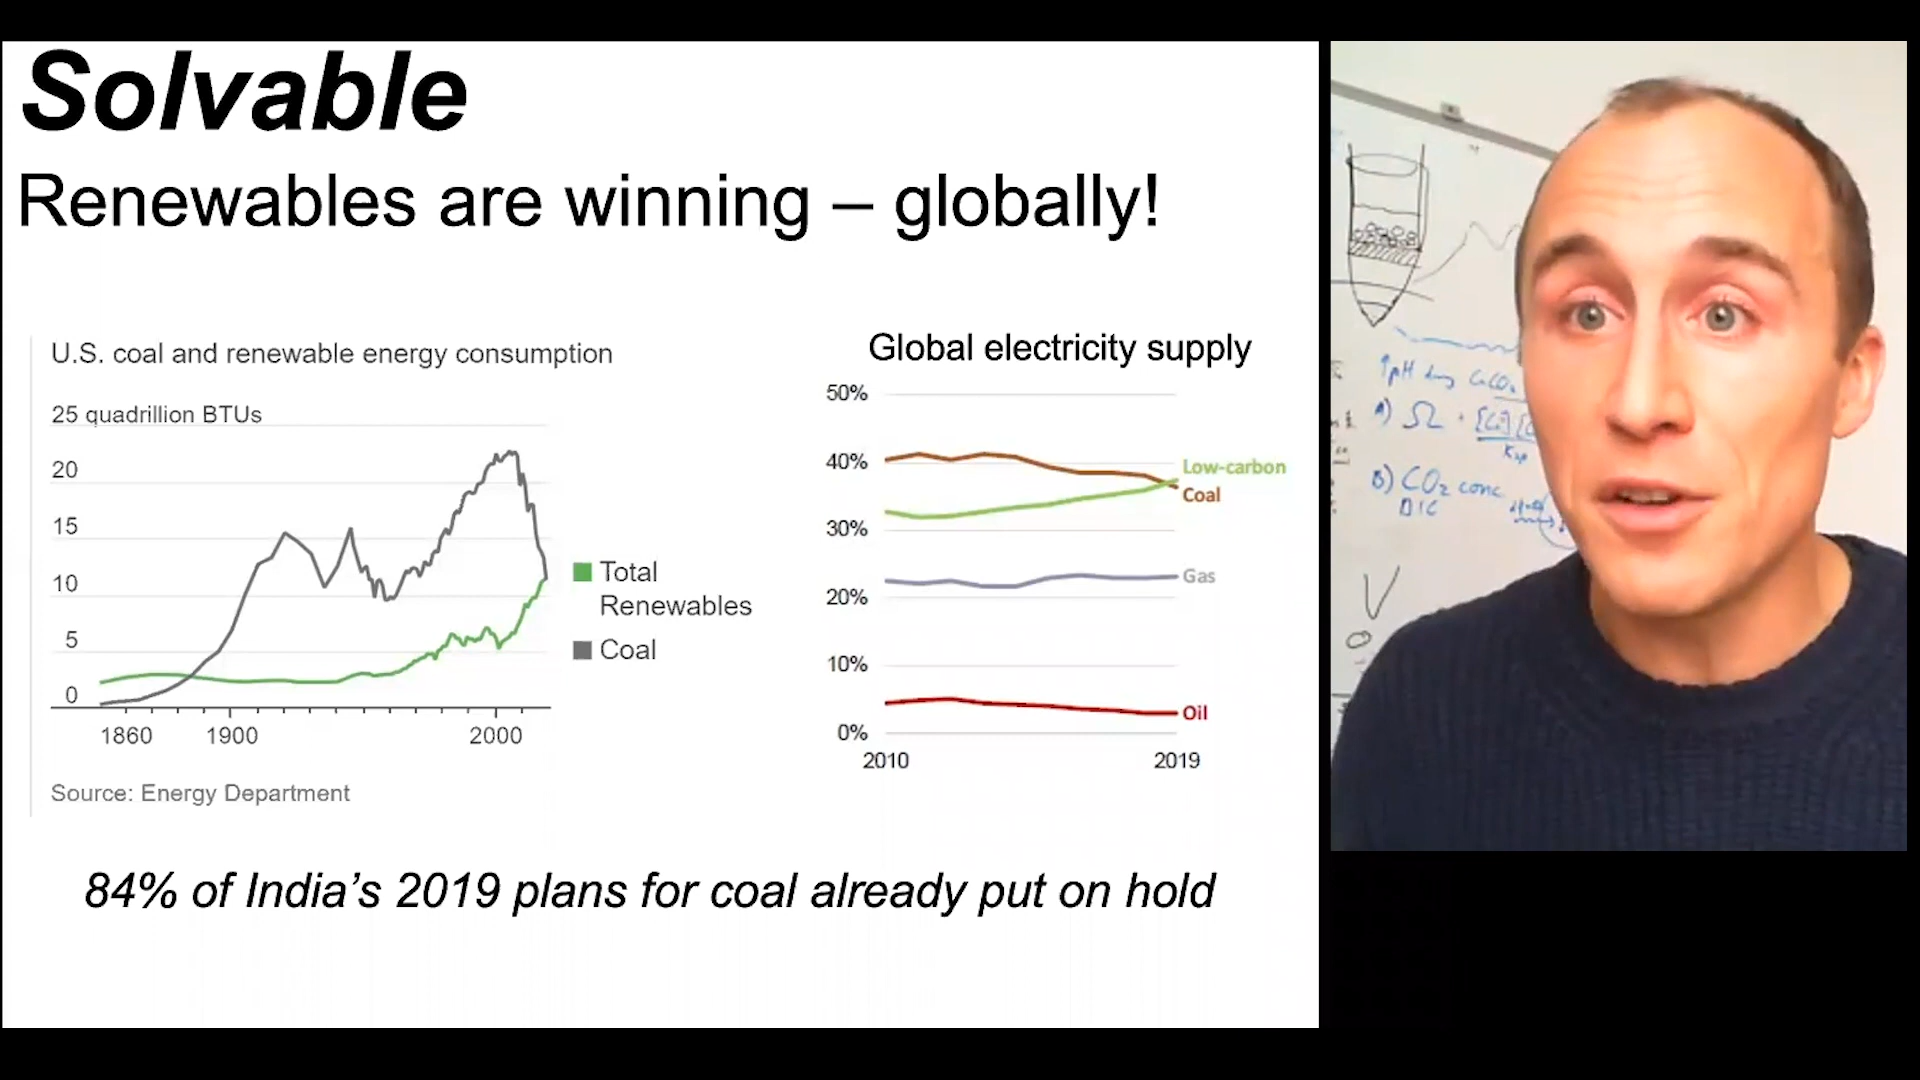 Solvable
Renewables are winning – globally!
U.S. coal and renewable energy consumption
25 quadrillion BTUs
20
15
10
5
0
1860 1900 2000
Total
Renewables
Coal
Source: Energy Department
Global electricity supply
50%
40%
30%
20%
10%
0%
Low-carbon
Coal
Gas
Oil
2010 2019
84% of India’s 2019 plans for coal already put on hold
A) Ω
B) CO₂ conc
DIC